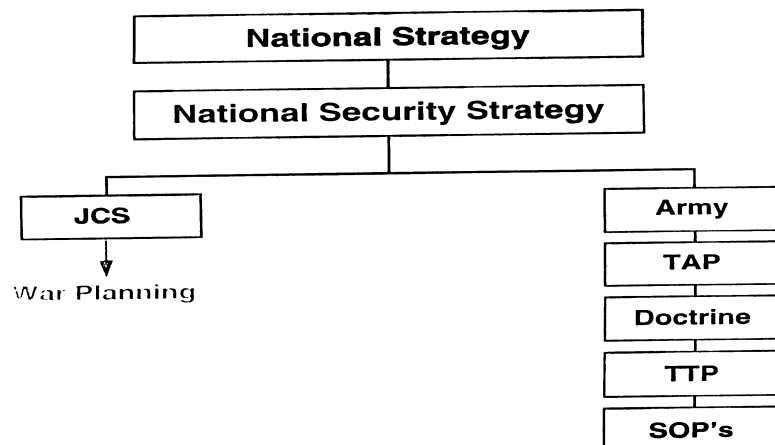 National Strategy
National Security Strategy
JCS
War Planning
Army
TAP
Doctrine
TTP
SOP's